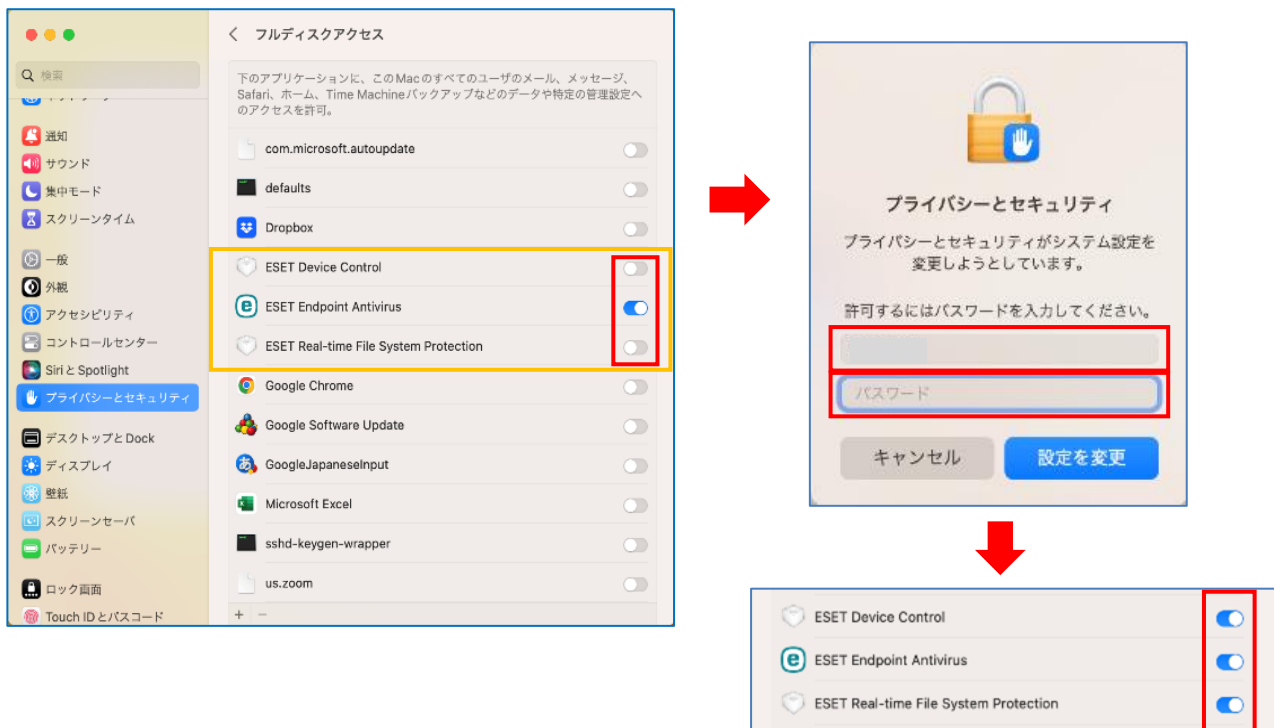 フルディスクアクセス
検索
下のアプリケーションに、このMacのすべてのユーザのメール、メッセージ、
Safari、ホーム、Time Machineバックアップなどのデータや特定の管理設定へ
のアクセスを許可。
通知
サウンド
集中モード
スクリーンタイム
一般
外観
アクセシビリティ
コントロールセンター
Siri と Spotlight
プライバシーとセキュリティ
デスクトップと Dock
ディスプレイ
壁紙
スクリーンセーバ
バッテリー
ロック画面
Touch ID とパスコード
com.microsoft.autoupdate
defaults
Dropbox
ESET Device Control
ESET Endpoint Antivirus
ESET Real-time File System Protection
Google Chrome
Google Software Update
GoogleJapaneseInput
Microsoft Excel
sshd-keygen-wrapper
us.zoom
+ −
プライバシーとセキュリティ
プライバシーとセキュリティがシステム設定を
変更しようとしています。
許可するにはパスワードを入力してください。
パスワード
キャンセル
設定を変更
ESET Device Control
ESET Endpoint Antivirus
ESET Real-time File System Protection